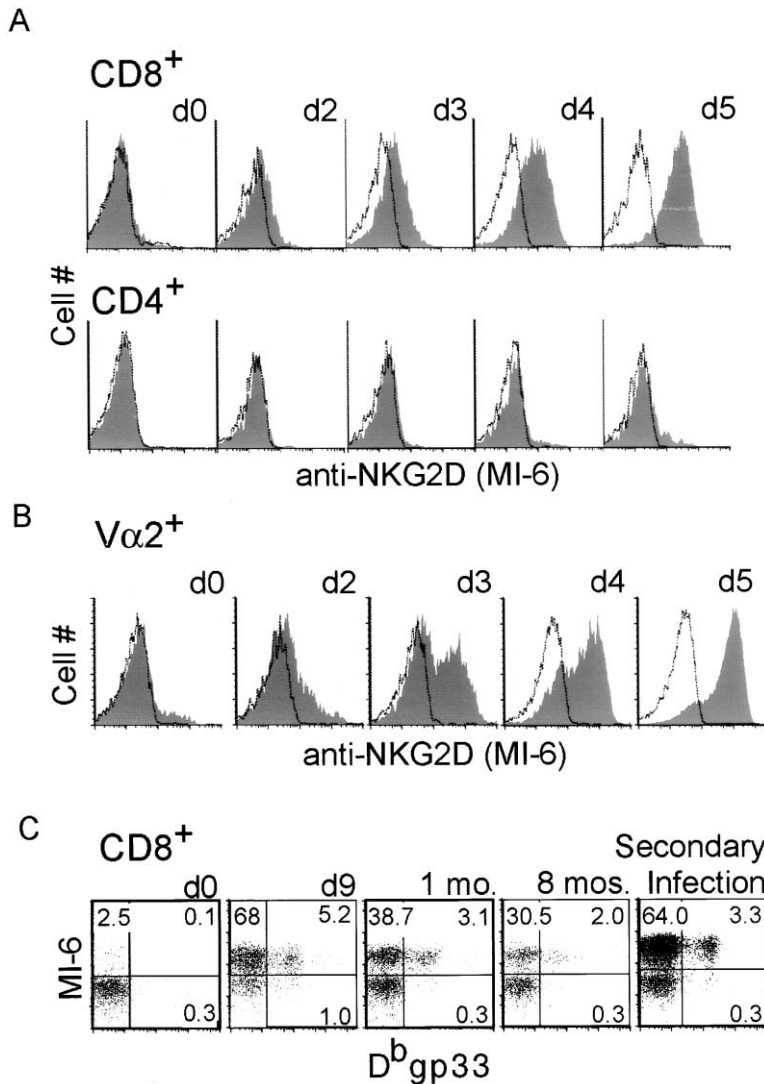 A
CD8+
d0 d2 d3 d4 d5
Cell #
CD4+
anti-NKG2D (MI-6)
B
Vα2+
d0 d2 d3 d4 d5
Cell #
anti-NKG2D (MI-6)
C
CD8+
Secondary
d0 d9 1 mo. 8 mos. Infection
2.5 0.1 68 5.2 38.7 3.1 30.5 2.0 64.0 3.3
MI-6
0.3 1.0 0.3 0.3 0.3
Dbgp33